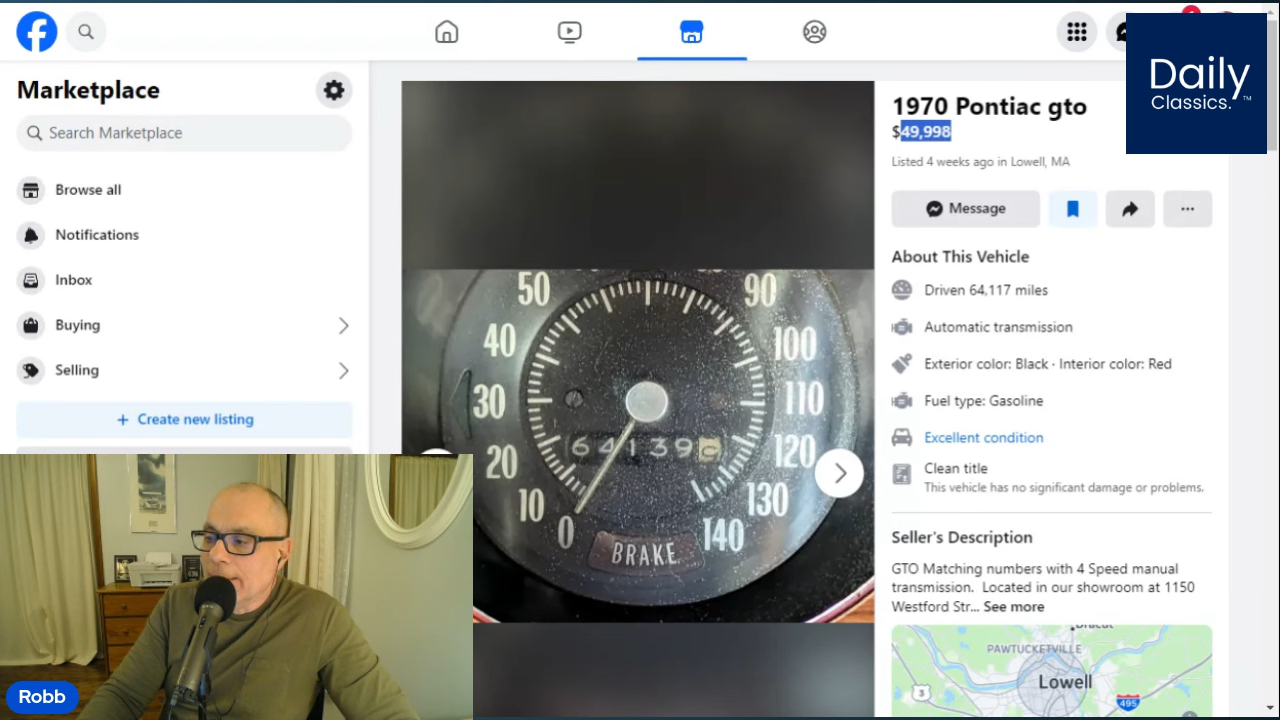 Marketplace
Search Marketplace
Browse all
Notifications
Inbox
Buying
Selling
+ Create new listing
50
40
30
20
10
0
90
100
110
120
130
140
64139
BRAKE
1970 Pontiac gto
$49,998
Listed 4 weeks ago in Lowell, MA
Message
Daily
Classics.™
About This Vehicle
Driven 64,117 miles
Automatic transmission
Exterior color: Black · Interior color: Red
Fuel type: Gasoline
Excellent condition
Clean title
This vehicle has no significant damage or problems.
Seller's Description
GTO Matching numbers with 4 Speed manual
transmission. Located in our showroom at 1150
Westford Str... See more
Dracut
PAWTUCKETVILLE
Lowell
3
495
Robb